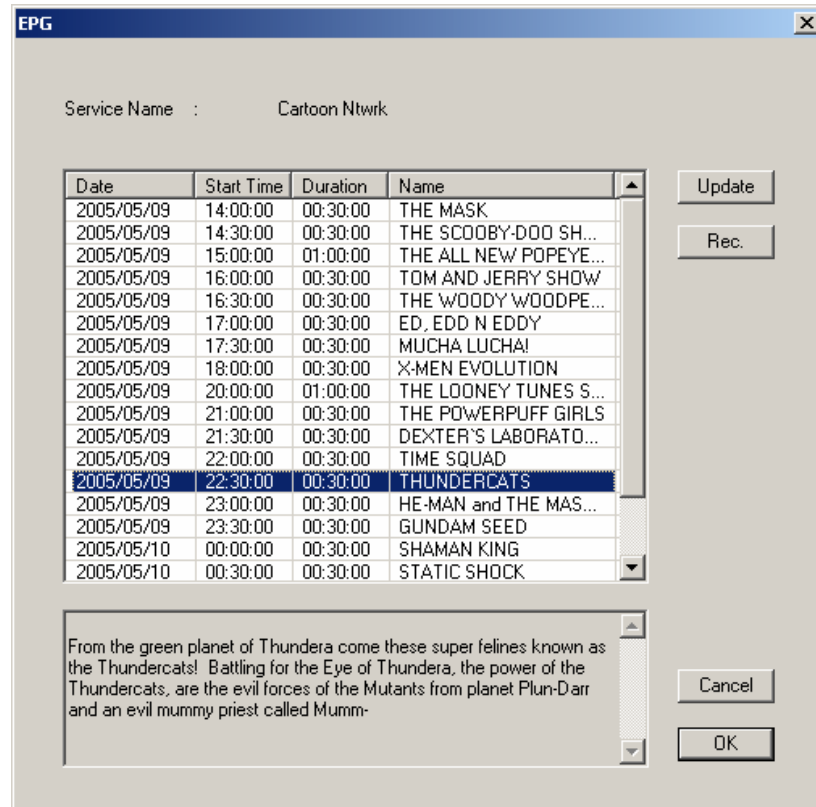 EPG
Service Name : Cartoon Ntwrk
Date Start Time Duration Name
2005/05/09 14:00:00 00:30:00 THE MASK
2005/05/09 14:30:00 00:30:00 THE SCOOBY-DOO SH...
2005/05/09 15:00:00 01:00:00 THE ALL NEW POPEYE...
2005/05/09 16:00:00 00:30:00 TOM AND JERRY SHOW
2005/05/09 16:30:00 00:30:00 THE WOODY WOODPE...
2005/05/09 17:00:00 00:30:00 ED, EDD N EDDY
2005/05/09 17:30:00 00:30:00 MUCHA LUCHA!
2005/05/09 18:00:00 00:30:00 X-MEN EVOLUTION
2005/05/09 20:00:00 01:00:00 THE LOONEY TUNES S...
2005/05/09 21:00:00 00:30:00 THE POWERPUFF GIRLS
2005/05/09 21:30:00 00:30:00 DEXTER`S LABORATO...
2005/05/09 22:00:00 00:30:00 TIME SQUAD
2005/05/09 22:30:00 00:30:00 THUNDERCATS
2005/05/09 23:00:00 00:30:00 HE-MAN and THE MAS...
2005/05/09 23:30:00 00:30:00 GUNDAM SEED
2005/05/10 00:00:00 00:30:00 SHAMAN KING
2005/05/10 00:30:00 00:30:00 STATIC SHOCK
Update
Rec.
From the green planet of Thundera come these super felines known as
the Thundercats! Battling for the Eye of Thundera, the power of the
Thundercats, are the evil forces of the Mutants from planet Plun-Darr
and an evil mummy priest called Mumm-
Cancel
OK